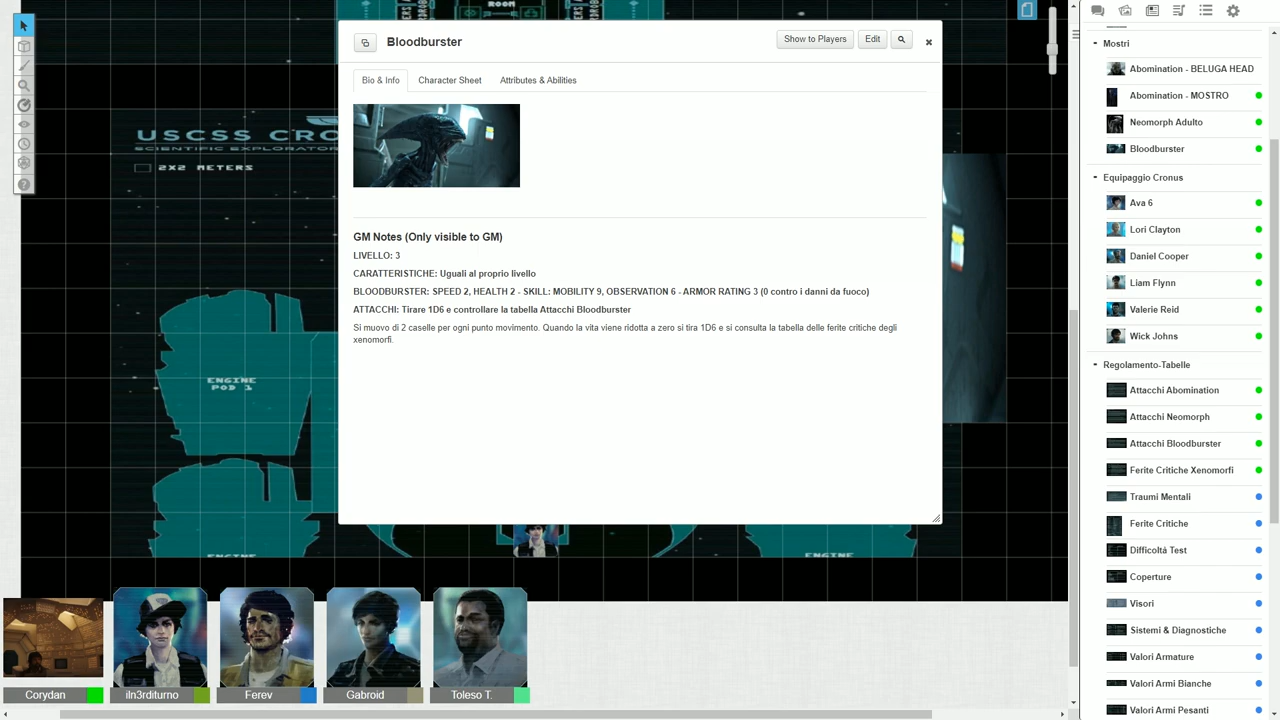 ROOM
USCSS CRO
SCIENTIFIC EXPLORATOR
2X2 METERS
ENGINE
POD 1
ENGINE
ENGINE
Bloodburster
Show to Players
Edit
Bio & Info
Character Sheet
Attributes & Abilities
GM Notes (Only visible to GM)
LIVELLO: 3
CARATTERISTICHE: Uguali al proprio livello
BLOODBURSTER: SPEED 2, HEALTH 2 - SKILL: MOBILITY 9, OBSERVATION 6 - ARMOR RATING 3 (0 contro i danni da fuoco)
ATTACCHI: Tirare 1D6 e controllare la tabella Attacchi Bloodburster
Si muovo di 2 caselle per ogni punto movimento. Quando la vita viene ridotta a zero si tira 1D6 e si consulta la tabella delle ferite critiche degli
xenomorfi.
Corydan
iln3rditurno
Ferev
Gabroid
Toleso T.
Mostri
Abomination - BELUGA HEAD
Abomination - MOSTRO
Neomorph Adulto
Bloodburster
Equipaggio Cronus
Ava 6
Lori Clayton
Daniel Cooper
Liam Flynn
Valerie Reid
Wick Johns
Regolamento-Tabelle
Attacchi Abomination
Attacchi Neomorph
Attacchi Bloodburster
Ferite Critiche Xenomorfi
Traumi Mentali
Ferite Critiche
Difficoltà Test
Coperture
Visori
Sistemi & Diagnostiche
Valori Armature
Valori Armi Bianche
Valori Armi Pesanti